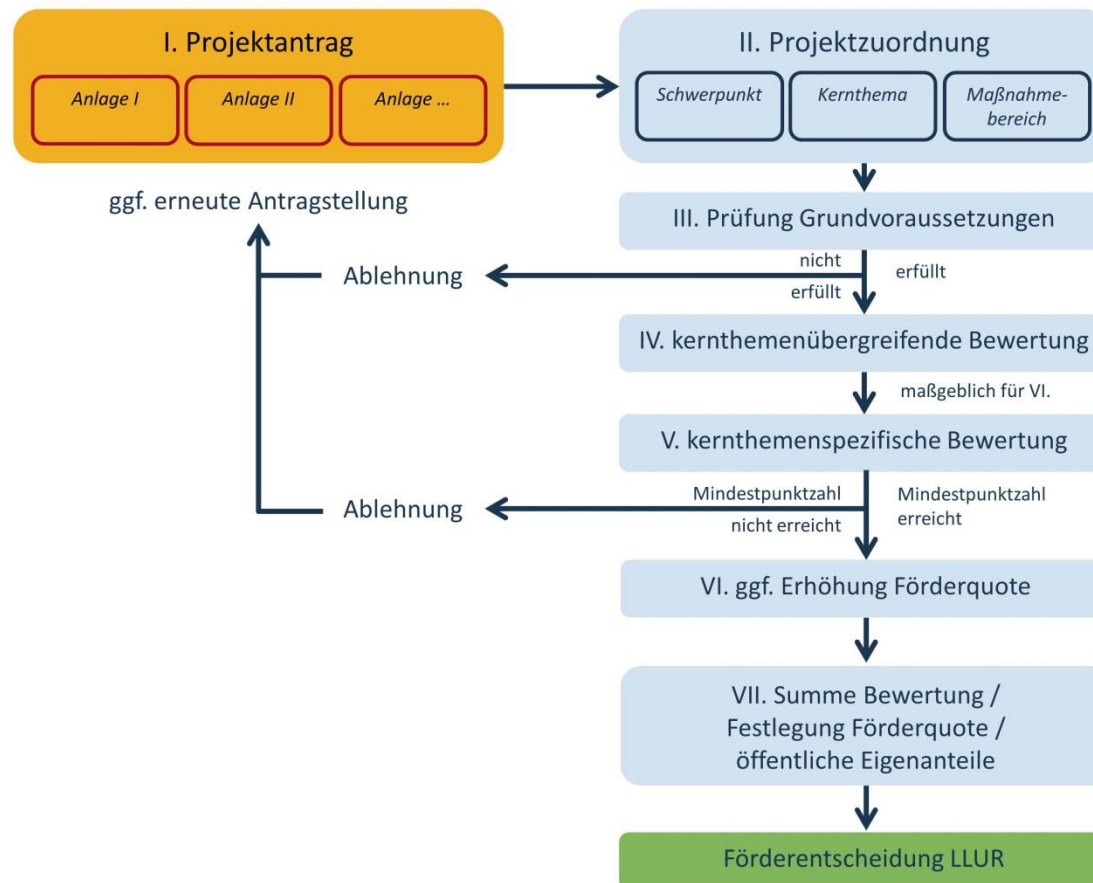 I. Projektantrag
Anlage I
Anlage II
Anlage ...
II. Projektzuordnung
Schwerpunkt
Kernthema
Maßnahme-
bereich
ggf. erneute Antragstellung
III. Prüfung Grundvoraussetzungen
nicht
erfüllt
erfüllt
Ablehnung
IV. kernthemenübergreifende Bewertung
maßgeblich für VI.
V. kernthemenspezifische Bewertung
Mindestpunktzahl
nicht erreicht
Mindestpunktzahl
erreicht
Ablehnung
VI. ggf. Erhöhung Förderquote
VII. Summe Bewertung /
Festlegung Förderquote /
öffentliche Eigenanteile
Förderentscheidung LLUR